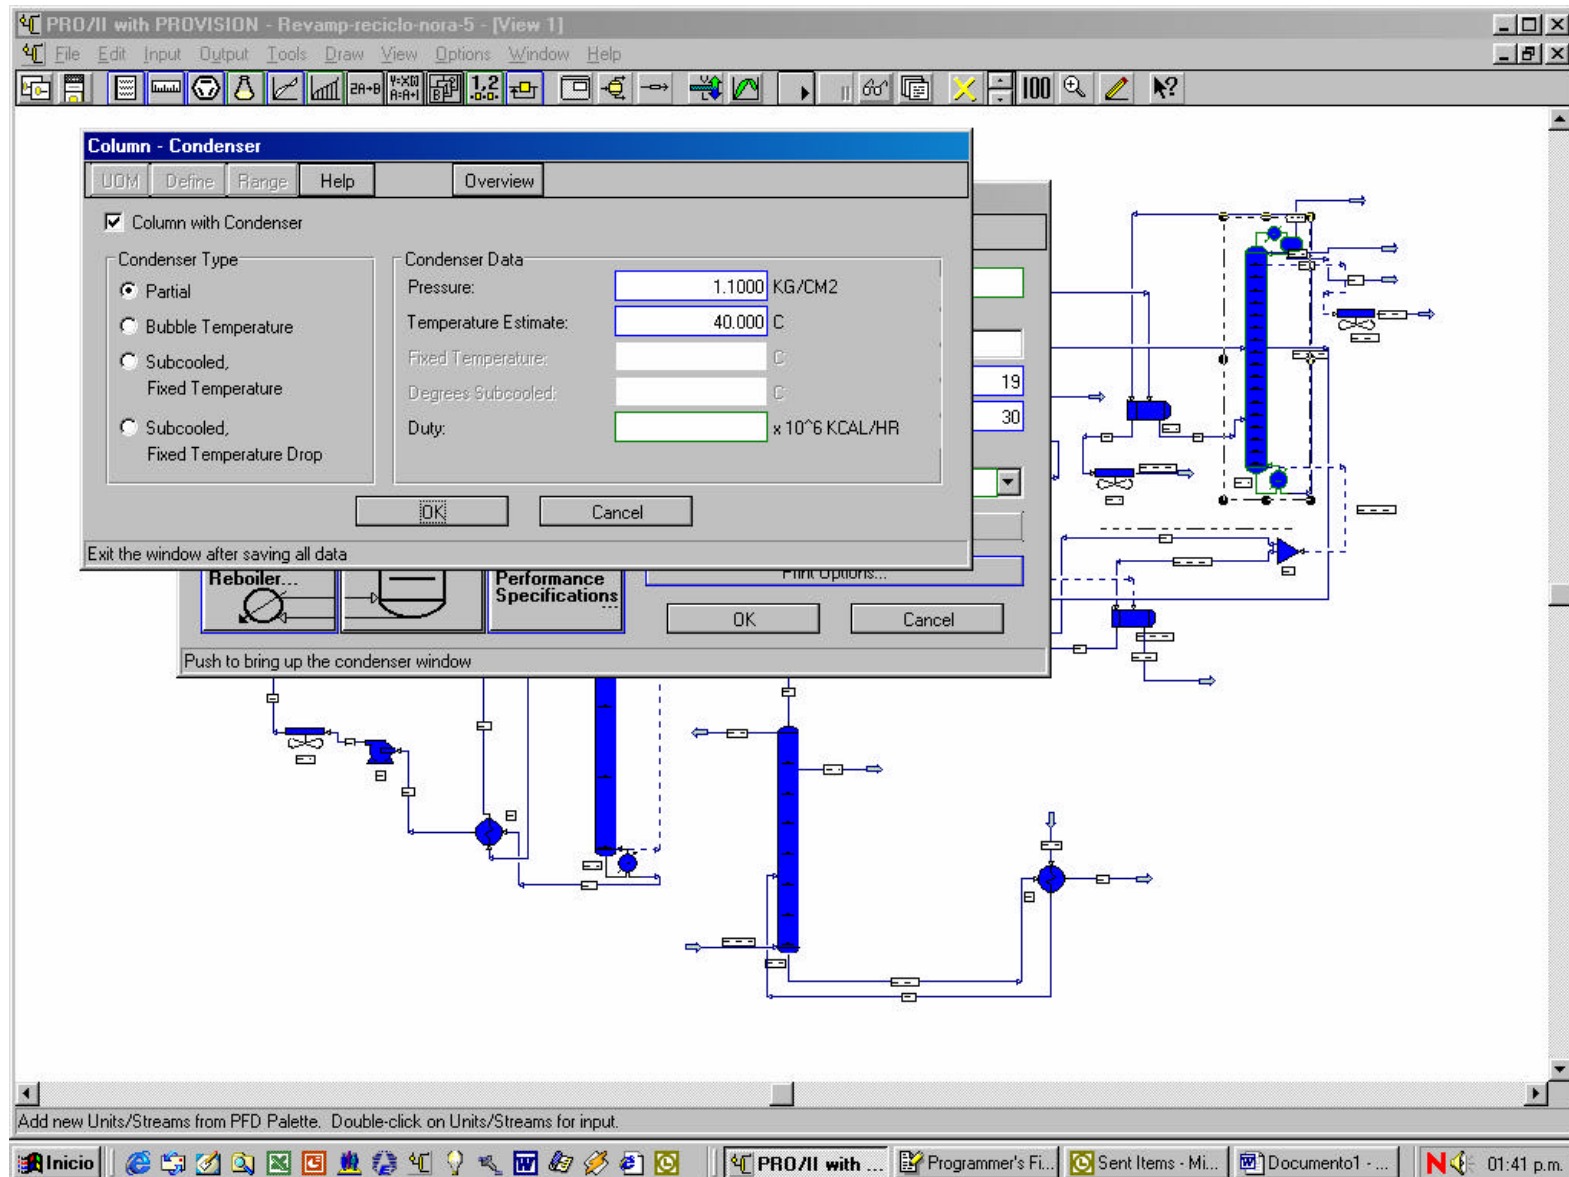 PRO/II with PROVISION - Revamp-reciclo-nora-5 - [View 1]
File Edit Input Output Tools Draw View Options Window Help
2A→B
Y=X(I)
A=A+I
1,2
100
Column - Condenser
UOM Define Range Help Overview
Column with Condenser
Condenser Type
Partial
Bubble Temperature
Subcooled,
Fixed Temperature
Subcooled,
Fixed Temperature Drop
Condenser Data
Pressure: 1.1000 KG/CM2
Temperature Estimate: 40.000 C
Fixed Temperature: C
Degrees Subcooled: C
Duty: x 10^6 KCAL/HR
OK Cancel
Exit the window after saving all data
19
30
Reboiler...
Performance
Specifications
...
Print Options...
OK Cancel
Push to bring up the condenser window
Add new Units/Streams from PFD Palette. Double-click on Units/Streams for input.
Inicio PRO/II with ... Programmer's Fi... Sent Items - Mi... Documento1 - ... 01:41 p.m.